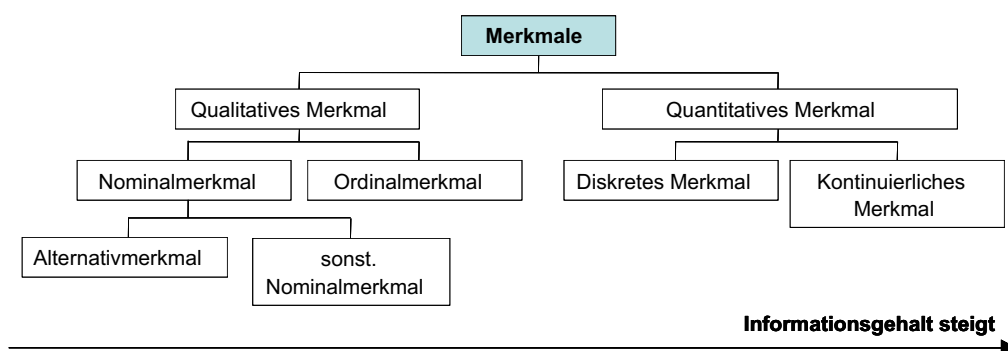 Merkmale
Qualitatives Merkmal
Quantitatives Merkmal
Nominalmerkmal
Ordinalmerkmal
Diskretes Merkmal
Kontinuierliches
Merkmal
Alternativmerkmal
sonst.
Nominalmerkmal
Informationsgehalt steigt